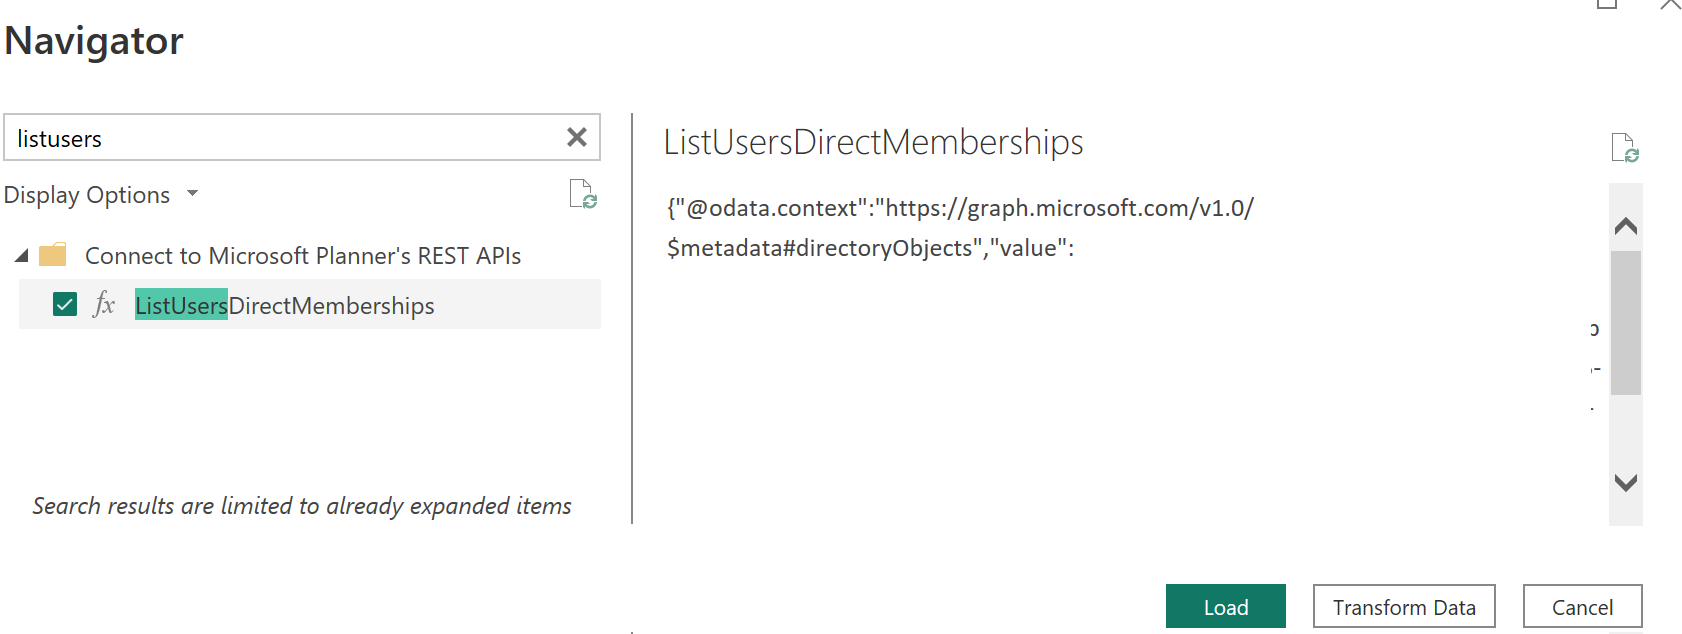 Navigator
listusers
Display Options
Connect to Microsoft Planner's REST APIs
fx ListUsersDirectMemberships
Search results are limited to already expanded items
ListUsersDirectMemberships
{"@odata.context":"https://graph.microsoft.com/v1.0/
$metadata#directoryObjects","value":
Load
Transform Data
Cancel